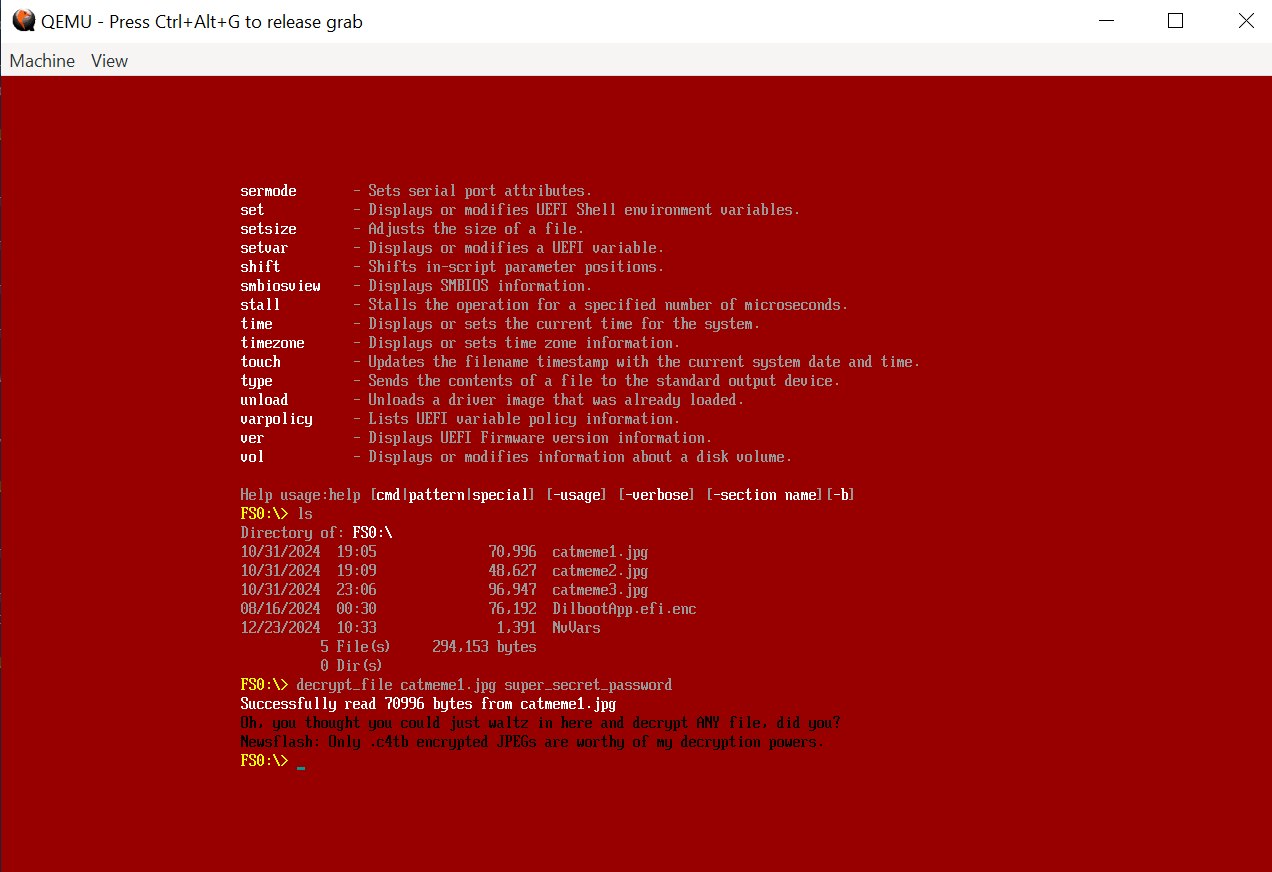 QEMU - Press Ctrl+Alt+G to release grab
Machine View
sermode - Sets serial port attributes.
set - Displays or modifies UEFI Shell environment variables.
setsize - Adjusts the size of a file.
setvar - Displays or modifies a UEFI variable.
shift - Shifts in-script parameter positions.
smbiosview - Displays SMBIOS information.
stall - Stalls the operation for a specified number of microseconds.
time - Displays or sets the current time for the system.
timezone - Displays or sets time zone information.
touch - Updates the filename timestamp with the current system date and time.
type - Sends the contents of a file to the standard output device.
unload - Unloads a driver image that was already loaded.
varpolicy - Lists UEFI variable policy information.
ver - Displays UEFI Firmware version information.
vol - Displays or modifies information about a disk volume.
Help usage:help [cmd|pattern|special] [-usage] [-verbose] [-section name][-b]
FS0:\> ls
Directory of: FS0:\
10/31/2024 19:05 70,996 catmeme1.jpg
10/31/2024 19:09 48,627 catmeme2.jpg
10/31/2024 23:06 96,947 catmeme3.jpg
08/16/2024 00:30 76,192 DilbootApp.efi.enc
12/23/2024 10:33 1,391 NvVars
5 File(s) 294,153 bytes
0 Dir(s)
FS0:\> decrypt_file catmeme1.jpg super_secret_password
Successfully read 70996 bytes from catmeme1.jpg
Oh, you thought you could just waltz in here and decrypt ANY file, did you?
Newsflash: Only .c4tb encrypted JPEGs are worthy of my decryption powers.
FS0:\> _